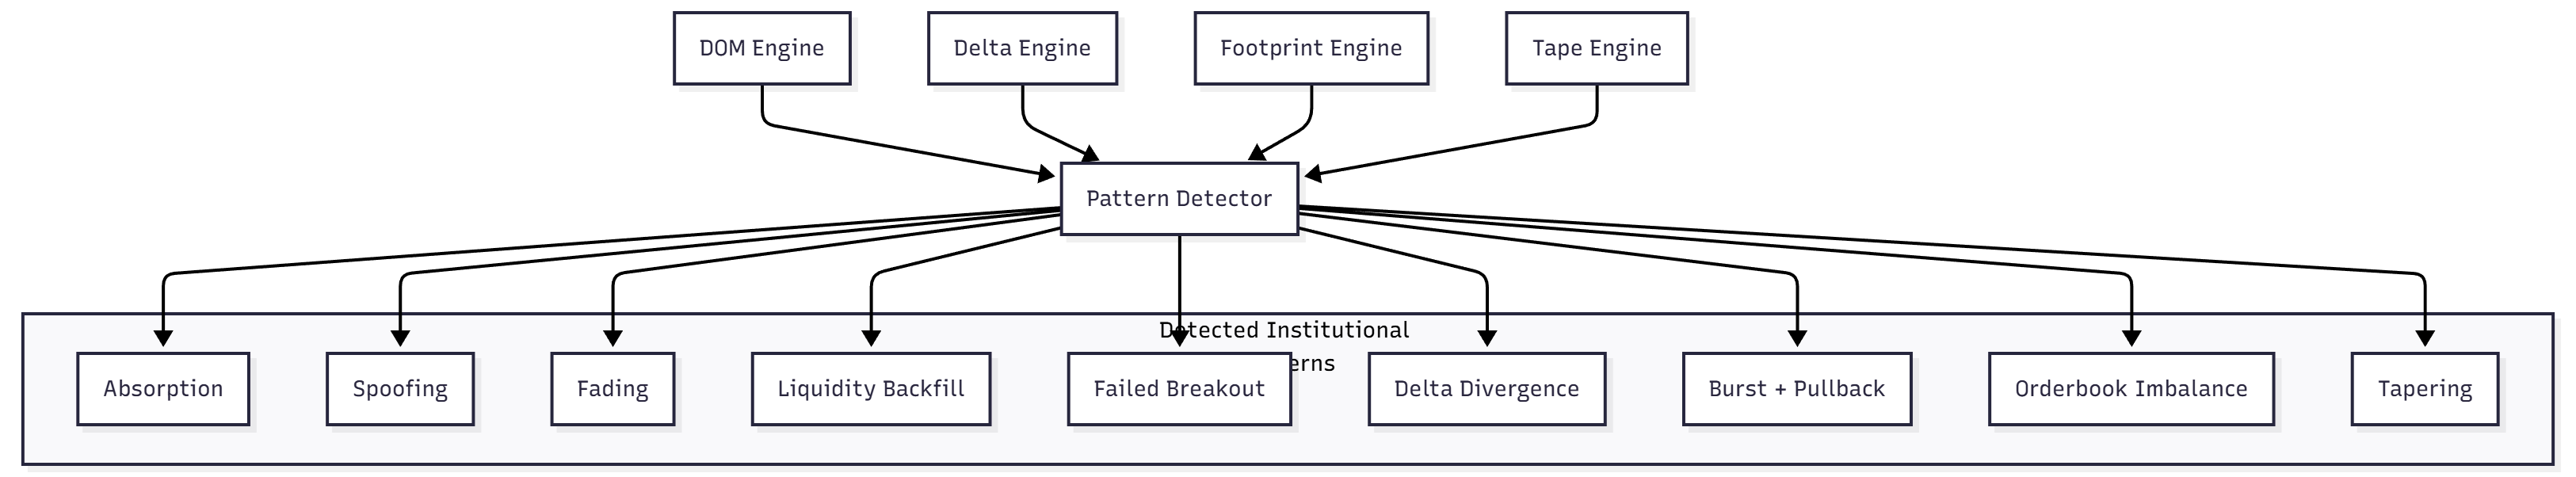 DOM Engine
Delta Engine
Footprint Engine
Tape Engine
Pattern Detector
Detected Institutional
erns
Absorption
Spoofing
Fading
Liquidity Backfill
Failed Breakout
Delta Divergence
Burst + Pullback
Orderbook Imbalance
Tapering